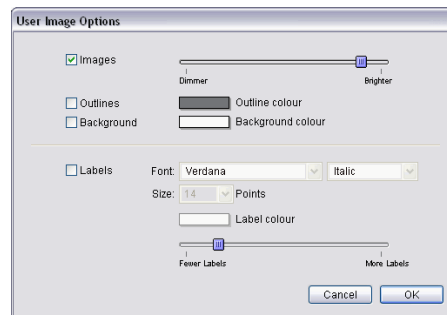 User Image Options
Images
Dimmer Brighter
Outlines Outline colour
Background Background colour
Labels Font: Verdana Italic
Size: 14 Points
Label colour
Fewer Labels More Labels
Cancel OK